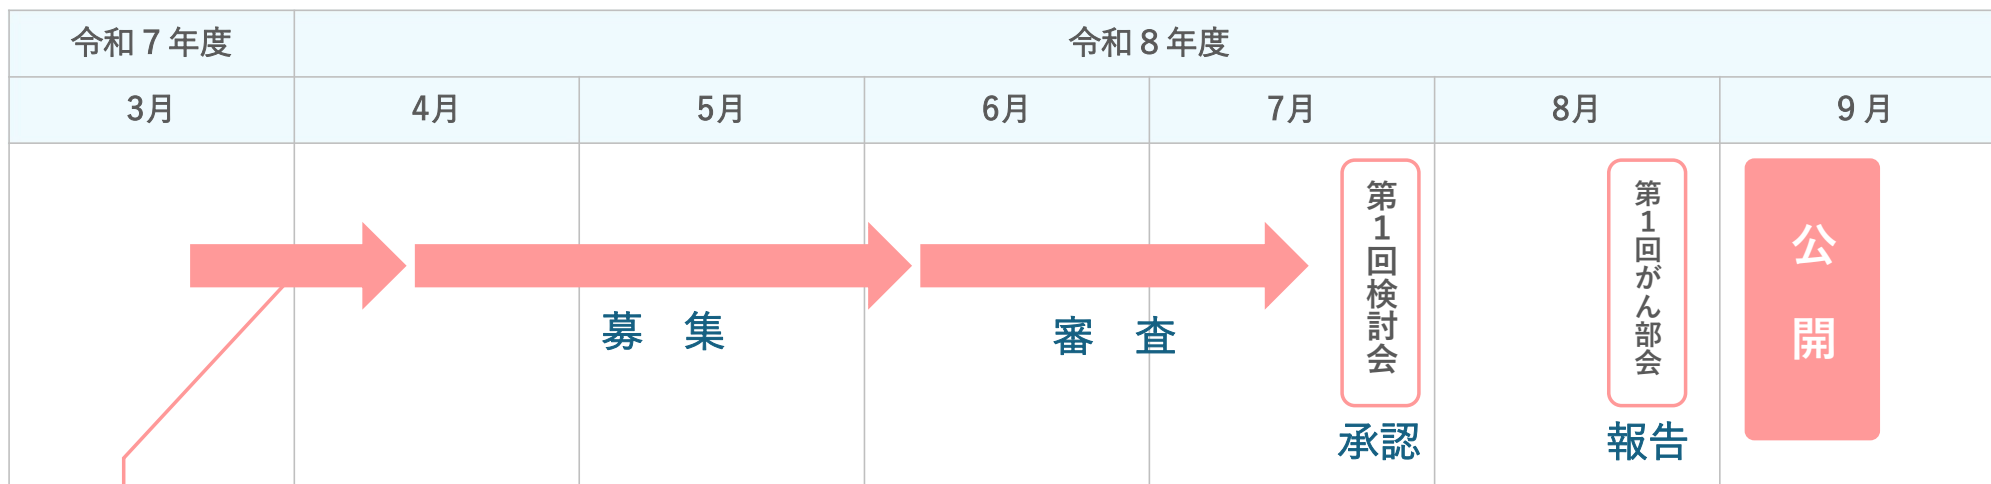 令和７年度
令和８年度
3月
4月
5月
6月
7月
8月
９月
募　集
審　査
第１回検討会
承認
第１回がん部会
報告
公開